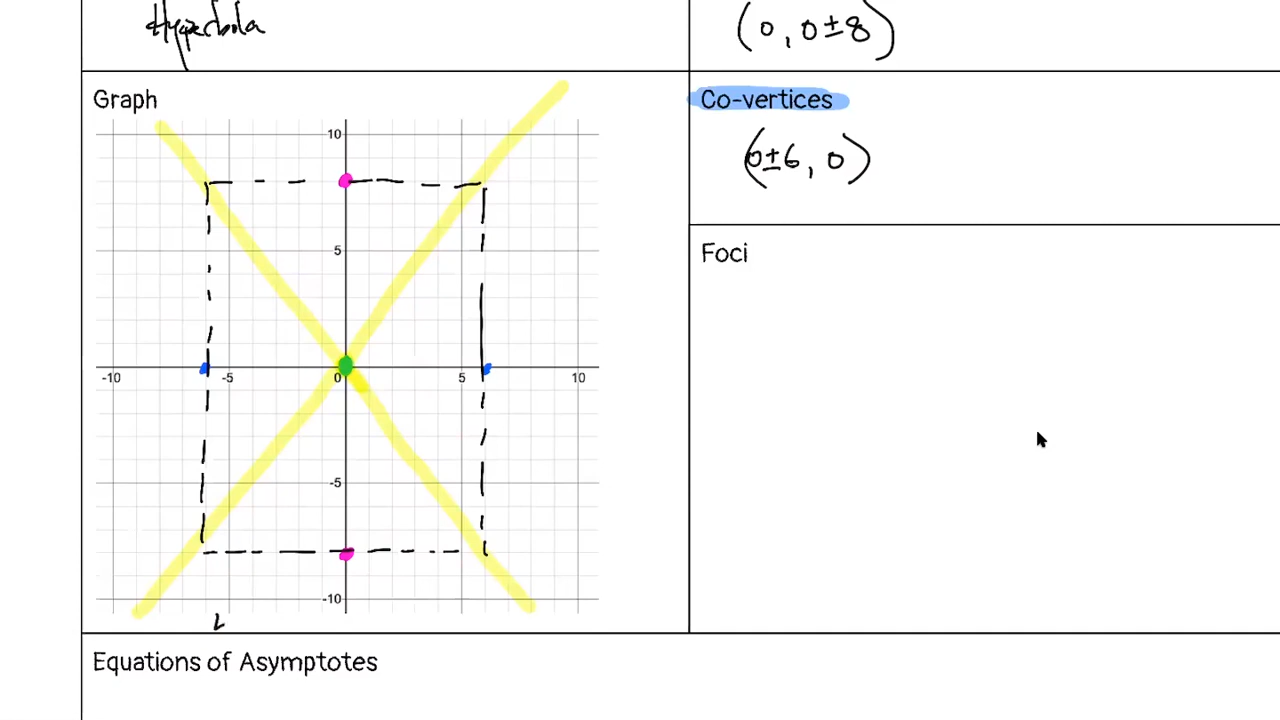 Hyperbola
(0, 0±8)
Graph
Co-vertices
(0±6, 0)
10
5
-10
-5
0
5
10
-5
-10
Foci
Equations of Asymptotes